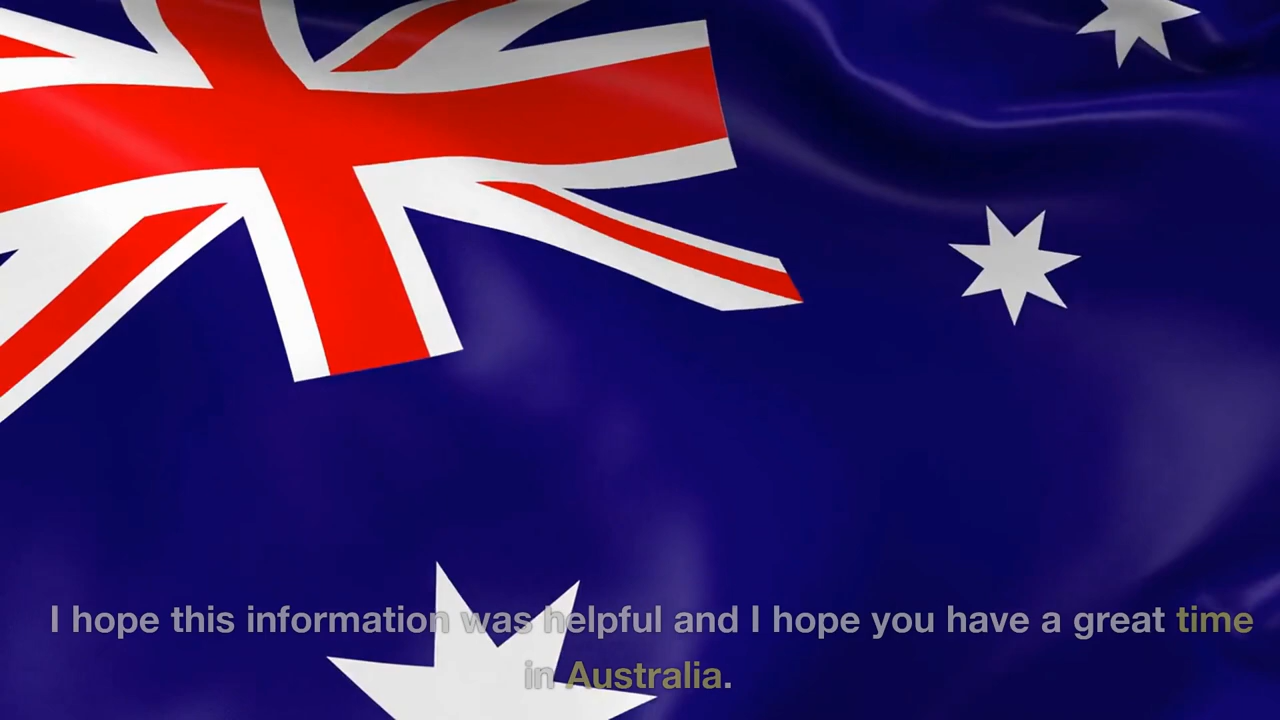 I hope this information was helpful and I hope you have a great time
in Australia.